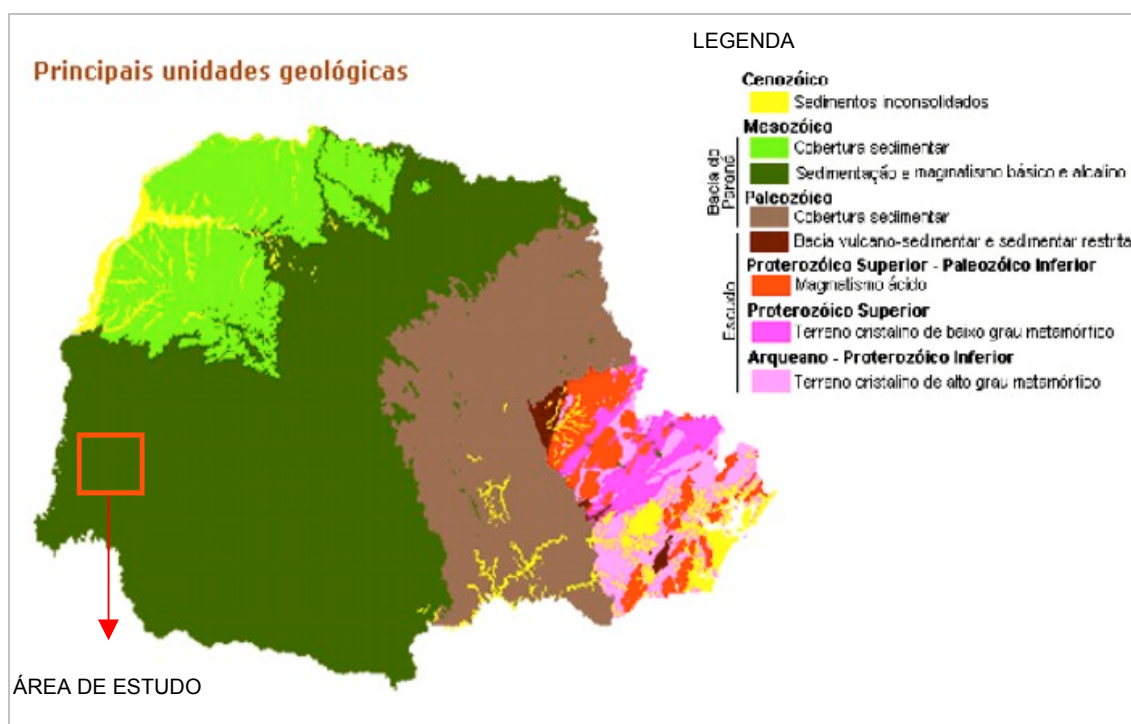 LEGENDA
Principais unidades geológicas
Cenozóico
Sedimentos inconsolidados
Mesozóico
Cobertura sedimentar
Sedimentação e magmatismo básico e alcalino
Bacia do Paraná
Paleozóico
Cobertura sedimentar
Bacia vulcano-sedimentar e sedimentar restrita
Proterozóico Superior - Paleozóico Inferior
Magmatismo ácido
Escudo
Proterozóico Superior
Terreno cristalino de baixo grau metamórtico
Arqueano - Proterozóico Inferior
Terreno cristalino de alto grau metamórtico
ÁREA DE ESTUDO